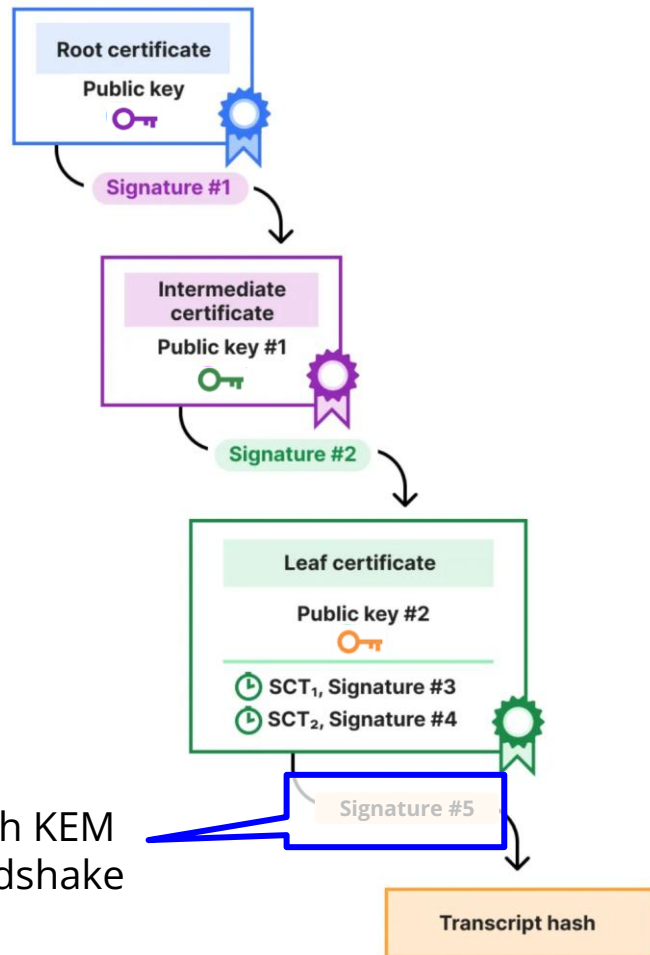 Root certificate
Public key
Signature #1
Intermediate
certificate
Public key #1
Signature #2
Leaf certificate
Public key #2
SCT₁, Signature #3
SCT₂, Signature #4
Signature #5
KEM
Transcript hash